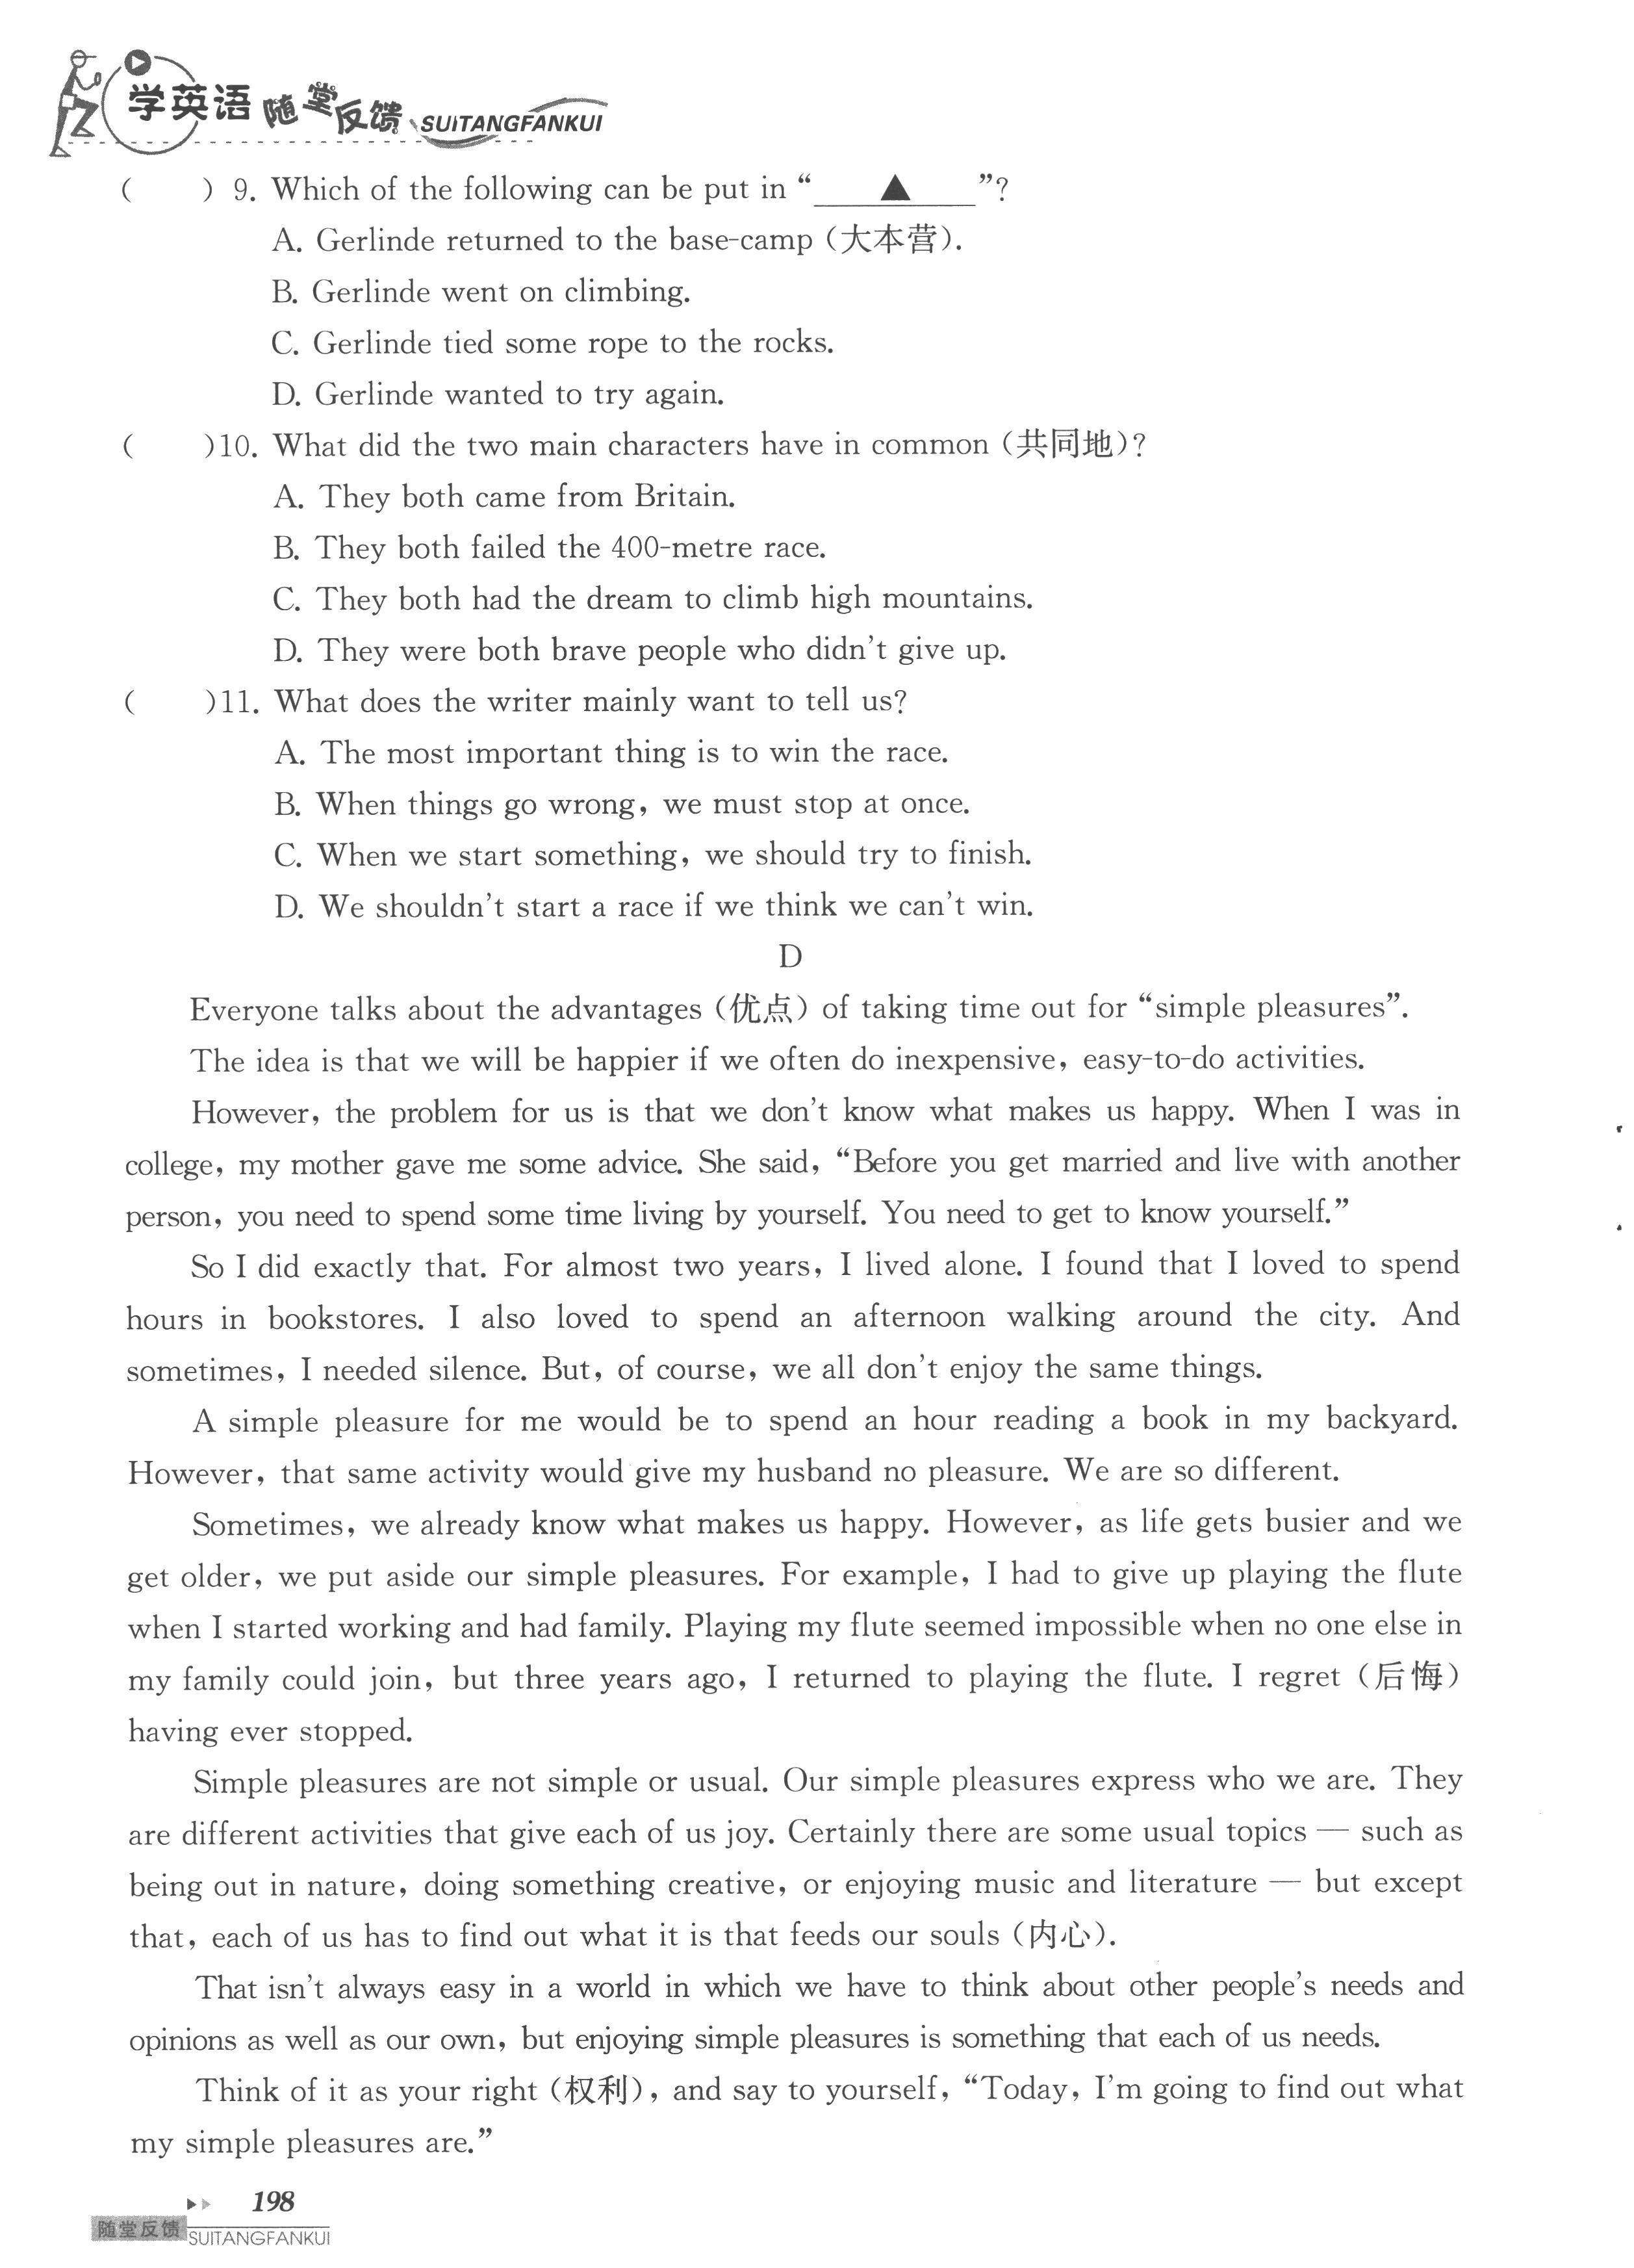 学英语随堂反馈 SUITANGFANKUI
(  ) 9. Which of the following can be put in “ ▲ ”?
A. Gerlinde returned to the base-camp (大本营).
B. Gerlinde went on climbing.
C. Gerlinde tied some rope to the rocks.
D. Gerlinde wanted to try again.
(  )10. What did the two main characters have in common (共同地)?
A. They both came from Britain.
B. They both failed the 400-metre race.
C. They both had the dream to climb high mountains.
D. They were both brave people who didn’t give up.
(  )11. What does the writer mainly want to tell us?
A. The most important thing is to win the race.
B. When things go wrong, we must stop at once.
C. When we start something, we should try to finish.
D. We shouldn’t start a race if we think we can’t win.
D
Everyone talks about the advantages (优点) of taking time out for “simple pleasures”.
The idea is that we will be happier if we often do inexpensive, easy-to-do activities.
However, the problem for us is that we don’t know what makes us happy. When I was in
college, my mother gave me some advice. She said, “Before you get married and live with another
person, you need to spend some time living by yourself. You need to get to know yourself.”
So I did exactly that. For almost two years, I lived alone. I found that I loved to spend
hours in bookstores. I also loved to spend an afternoon walking around the city. And
sometimes, I needed silence. But, of course, we all don’t enjoy the same things.
A simple pleasure for me would be to spend an hour reading a book in my backyard.
However, that same activity would give my husband no pleasure. We are so different.
Sometimes, we already know what makes us happy. However, as life gets busier and we
get older, we put aside our simple pleasures. For example, I had to give up playing the flute
when I started working and had family. Playing my flute seemed impossible when no one else in
my family could join, but three years ago, I returned to playing the flute. I regret (后悔)
having ever stopped.
Simple pleasures are not simple or usual. Our simple pleasures express who we are. They
are different activities that give each of us joy. Certainly there are some usual topics — such as
being out in nature, doing something creative, or enjoying music and literature — but except
that, each of us has to find out what it is that feeds our souls (内心).
That isn’t always easy in a world in which we have to think about other people’s needs and
opinions as well as our own, but enjoying simple pleasures is something that each of us needs.
Think of it as your right (权利), and say to yourself, “Today, I’m going to find out what
my simple pleasures are.”
198
随堂反馈 SUITANGFANKUI